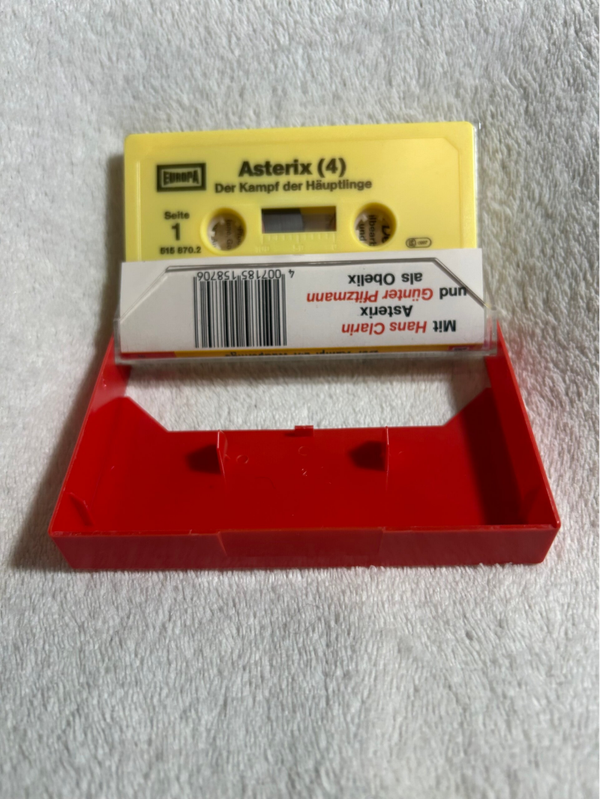 EUROPA
Asterix (4)
Der Kampf der Häuptlinge
Seite
1
515 870.2
Mit Hans Clarin
Asterix
und Günter Pfitzmann
als Obelix
4 007185 158706